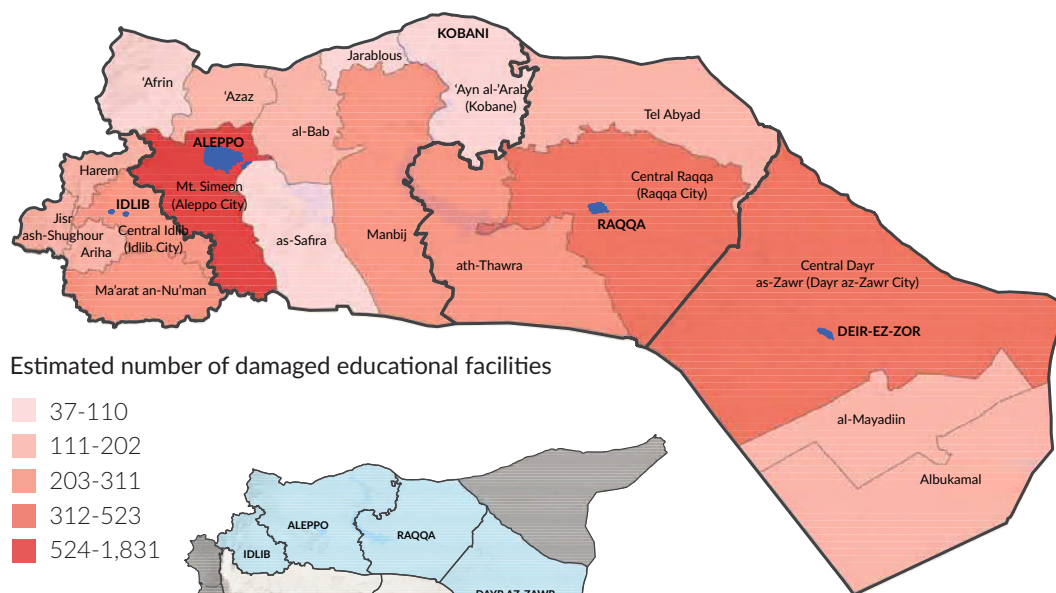 KOBANI
Jarablous
'Afrin
'Azaz
'Ayn al-'Arab
(Kobane)
Tel Abyad
al-Bab
ALEPPO
Harem
Mt. Simeon
(Aleppo City)
Central Raqqa
(Raqqa City)
IDLIB
Jisr
ash-Shughour
Central Idlib
(Idlib City)
Ariha
RAQQA
as-Safira
Manbij
ath-Thawra
Central Dayr
as-Zawr (Dayr az-Zawr City)
Ma'arat an-Nu'man
DEIR-EZ-ZOR
Estimated number of damaged educational facilities
37-110
111-202
203-311
312-523
524-1,831
al-Mayadiin
Albukamal
ALEPPO
RAQQA
IDLIB
DAYR AZ-ZAWR